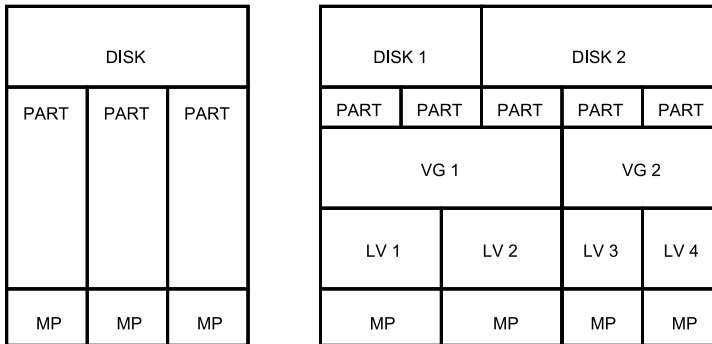 DISK
PART PART PART
MP MP MP
DISK 1 DISK 2
PART PART PART PART PART
VG 1 VG 2
LV 1 LV 2 LV 3 LV 4
MP MP MP MP